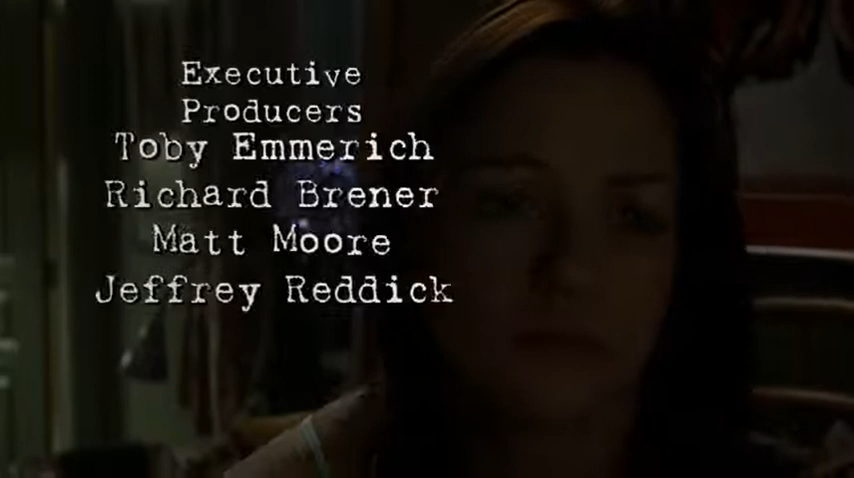 Executive
Producers
Toby Emmerich
Richard Brener
Matt Moore
Jeffrey Reddick